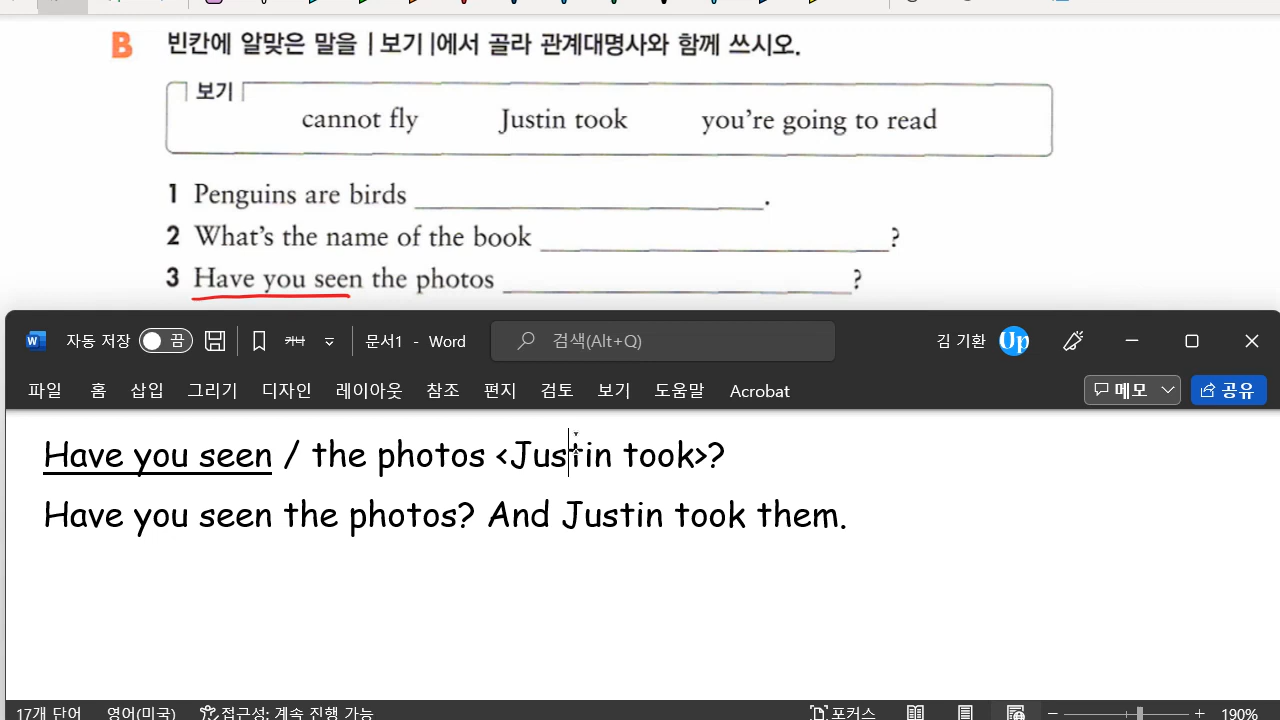 B 빈칸에 알맞은 말을 | 보기 |에서 골라 관계대명사와 함께 쓰시오.
보기
cannot fly Justin took you're going to read
1 Penguins are birds ____________.
2 What's the name of the book ____________?
3 Have you seen the photos ____________?
자동 저장 끔 가나 문서1 - Word 검색(Alt+Q) 김 기환 Up
파일 홈 삽입 그리기 디자인 레이아웃 참조 편지 검토 보기 도움말 Acrobat 메모 공유
Have you seen / the photos <Justin took>?
Have you seen the photos? And Justin took them.
17개 단어 영어(미국) 접근성: 계속 진행 가능 포커스 190%